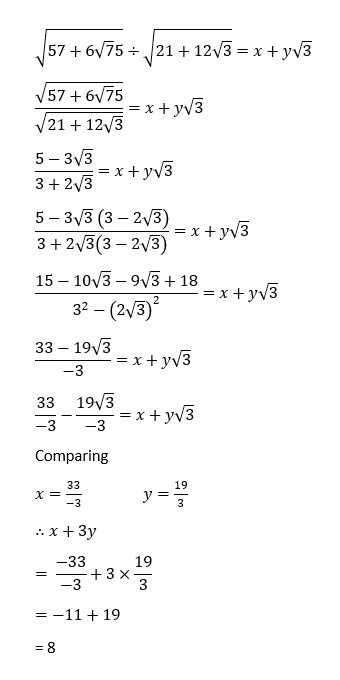 √(57 + 6√75) ÷ √(21 + 12√3) = x + y√3
√(57 + 6√75) / √(21 + 12√3) = x + y√3
(5 − 3√3) / (3 + 2√3) = x + y√3
5 − 3√3 (3 − 2√3) / 3 + 2√3(3 − 2√3) = x + y√3
(15 − 10√3 − 9√3 + 18) / (3² − (2√3)²) = x + y√3
(33 − 19√3) / −3 = x + y√3
33/−3 − 19√3/−3 = x + y√3
Comparing
x = 33/−3 y = 19/3
∴ x + 3y
= −33/−3 + 3 × 19/3
= −11 + 19
= 8